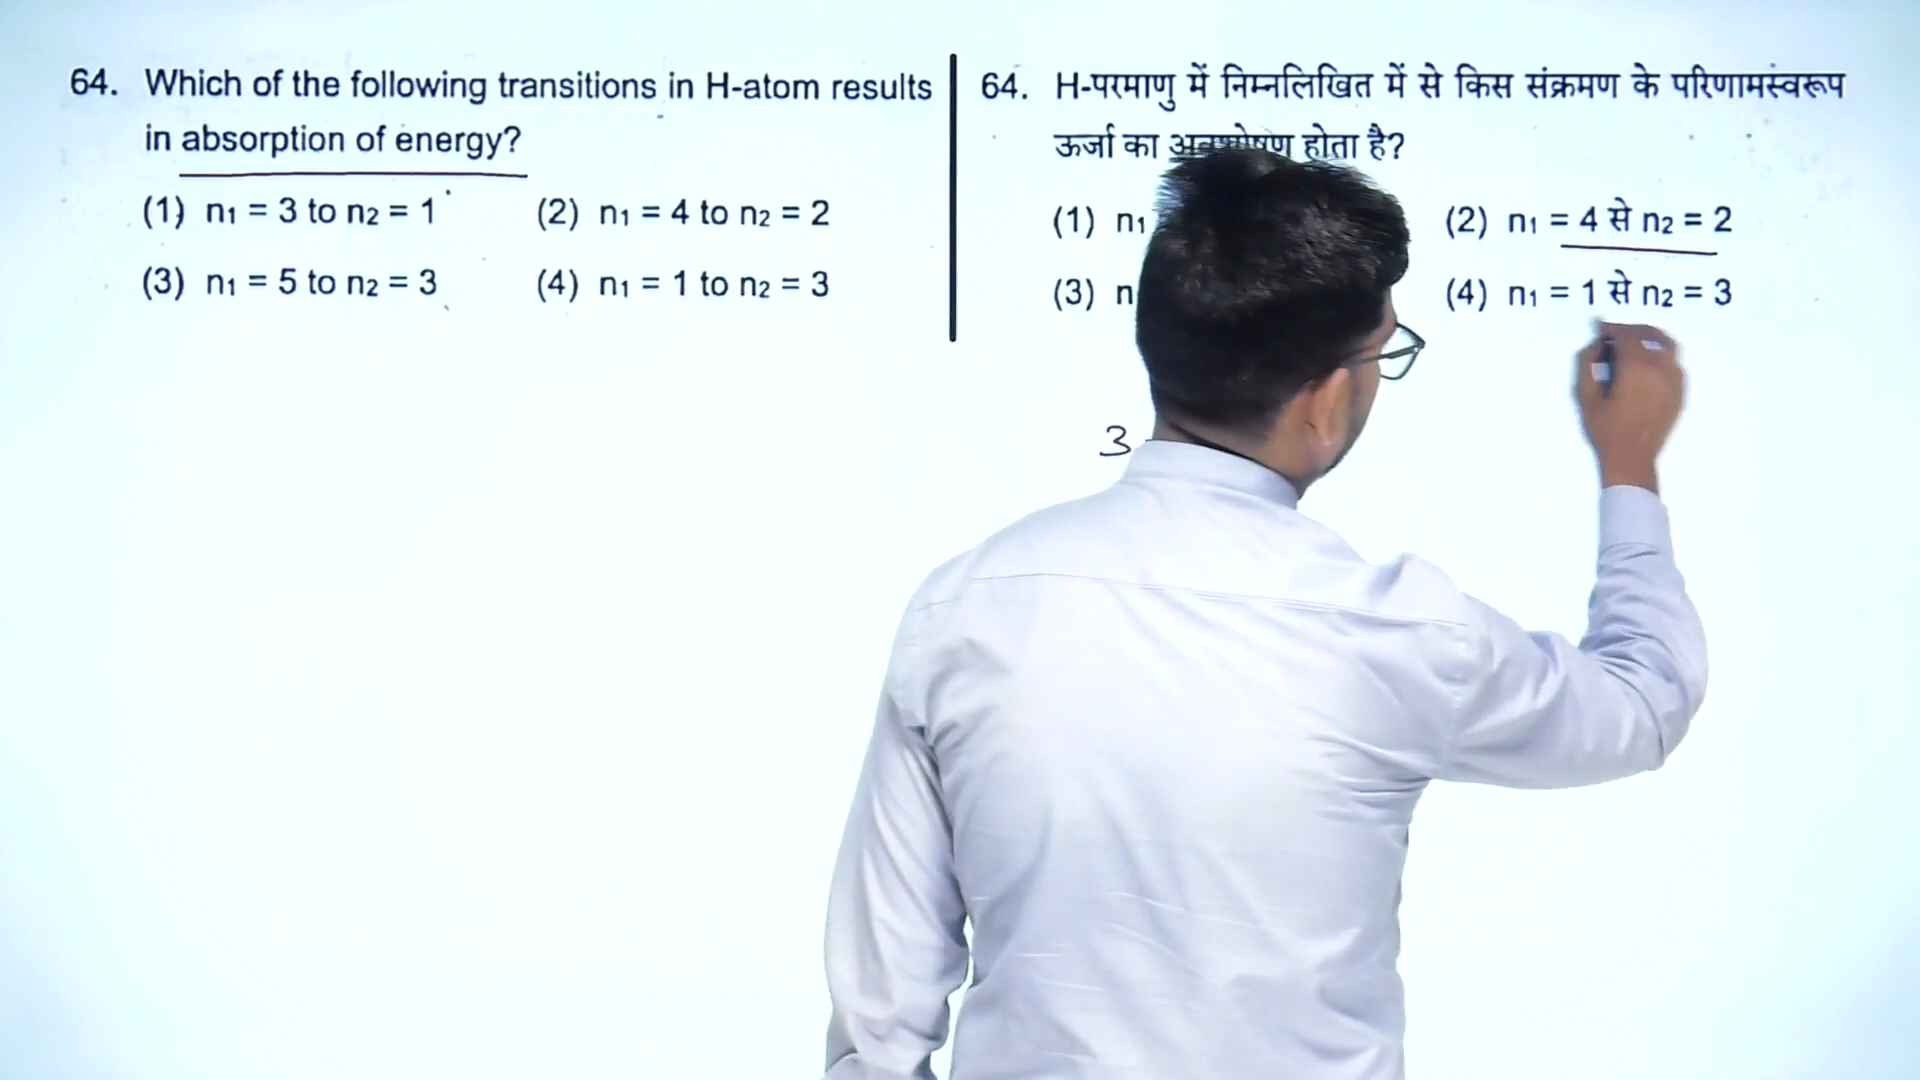 64. Which of the following transitions in H-atom results
in absorption of energy?
(1) n₁ = 3 to n₂ = 1 (2) n₁ = 4 to n₂ = 2
(3) n₁ = 5 to n₂ = 3 (4) n₁ = 1 to n₂ = 3
64. H-परमाणु में निम्नलिखित में से किस संक्रमण के परिणामस्वरूप
ऊर्जा का होता है?
(1) n₁ (2) n₁ = 4 से n₂ = 2
(3) n (4) n₁ = 1 से n₂ = 3
3